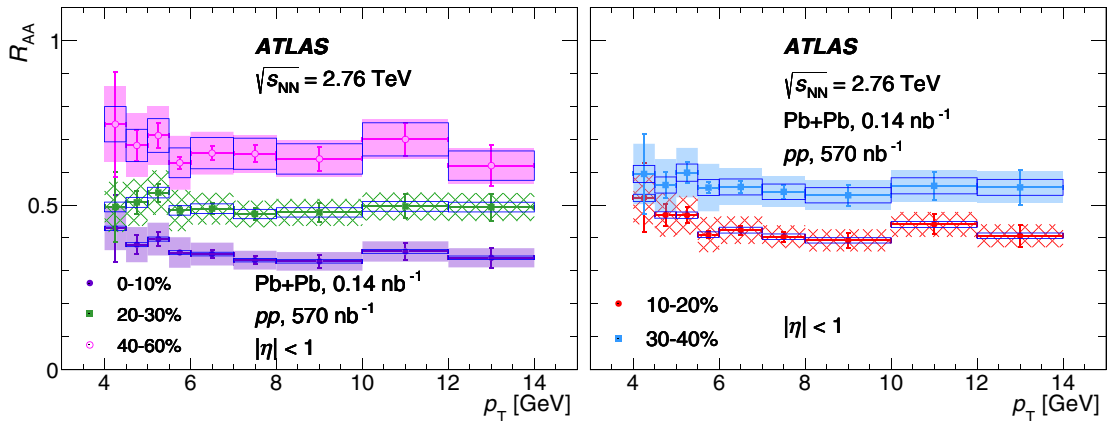 R_AA
1
0.5
0
ATLAS
√s_NN = 2.76 TeV
0-10%
20-30%
40-60%
Pb+Pb, 0.14 nb⁻¹
pp, 570 nb⁻¹
|η| < 1
4 6 8 10 12 14
p_T [GeV]
ATLAS
√s_NN = 2.76 TeV
Pb+Pb, 0.14 nb⁻¹
pp, 570 nb⁻¹
10-20%
30-40%
|η| < 1
4 6 8 10 12 14
p_T [GeV]